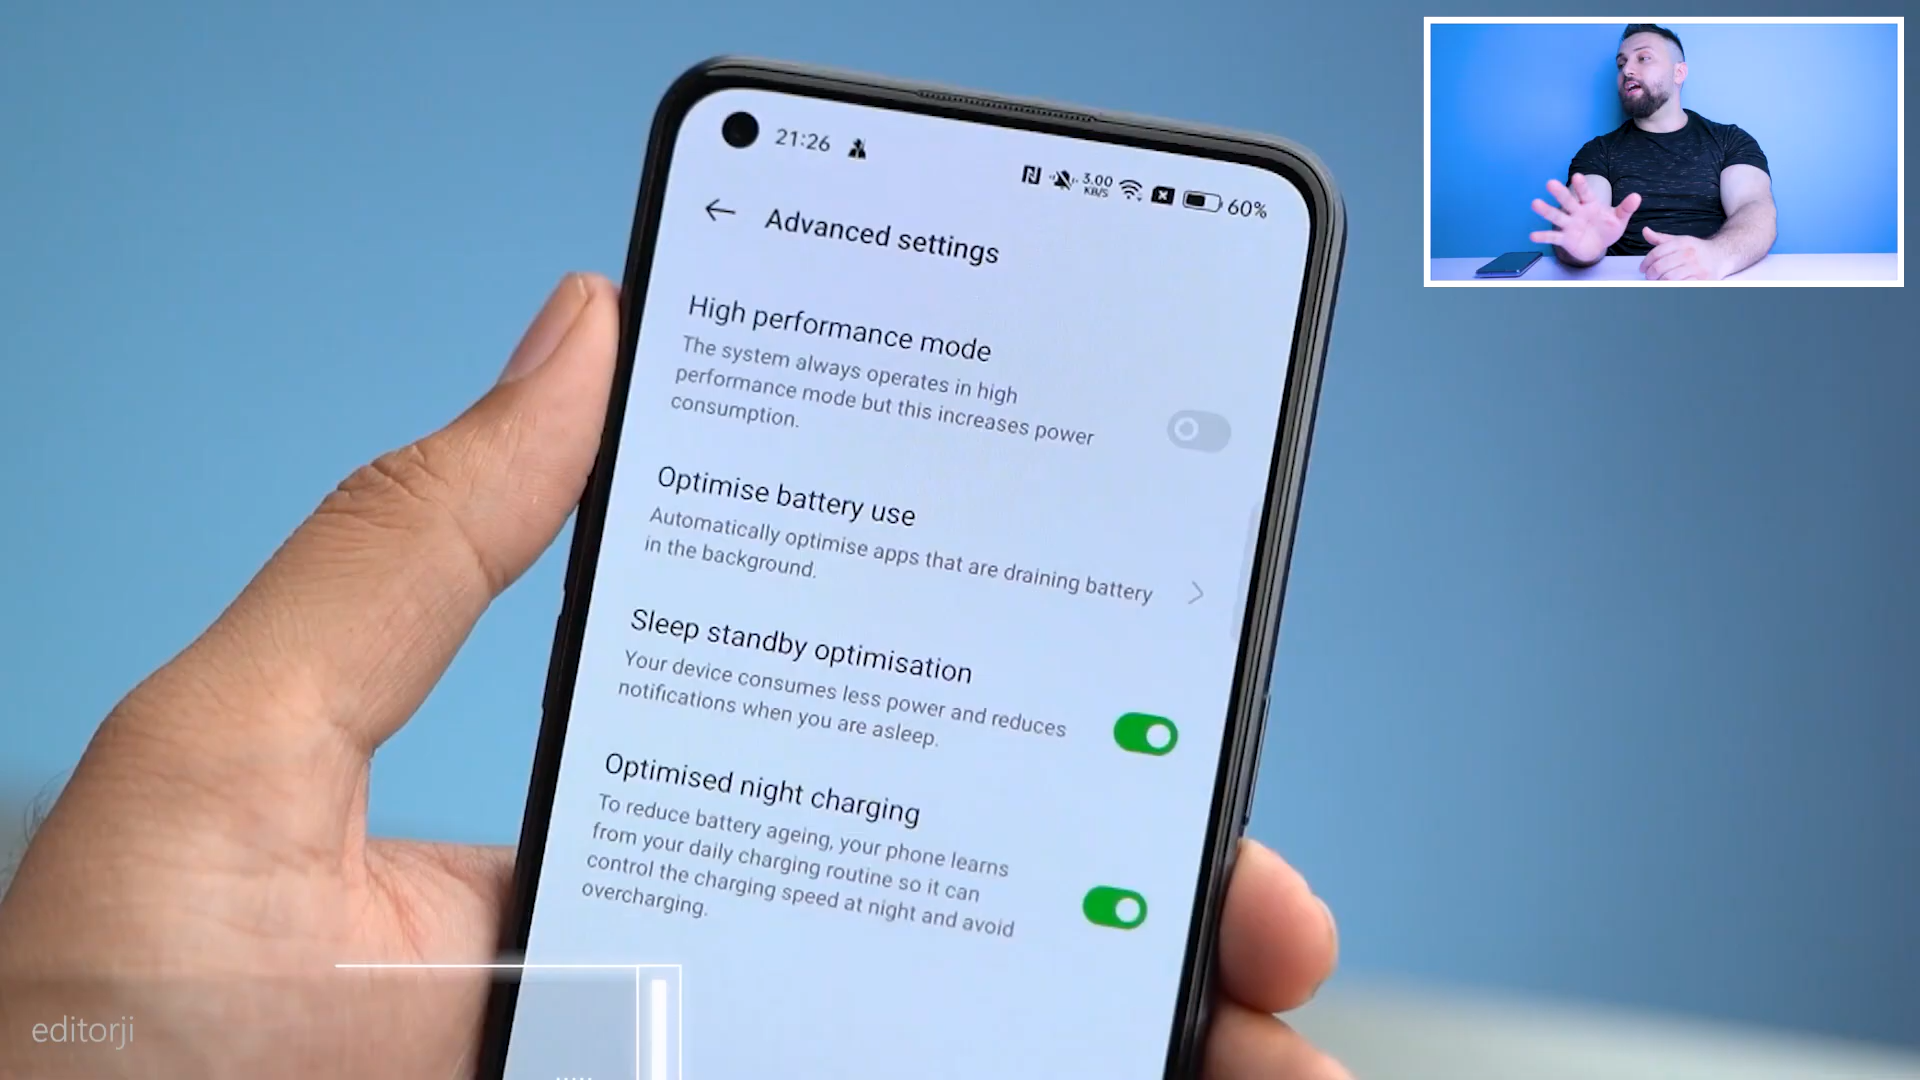 21:26
3.00
KB/S
60%
Advanced settings
High performance mode
The system always operates in high
performance mode but this increases power
consumption.
Optimise battery use
Automatically optimise apps that are draining battery
in the background.
Sleep standby optimisation
Your device consumes less power and reduces
notifications when you are asleep.
Optimised night charging
To reduce battery ageing, your phone learns
from your daily charging routine so it can
control the charging speed at night and avoid
overcharging.
editorji